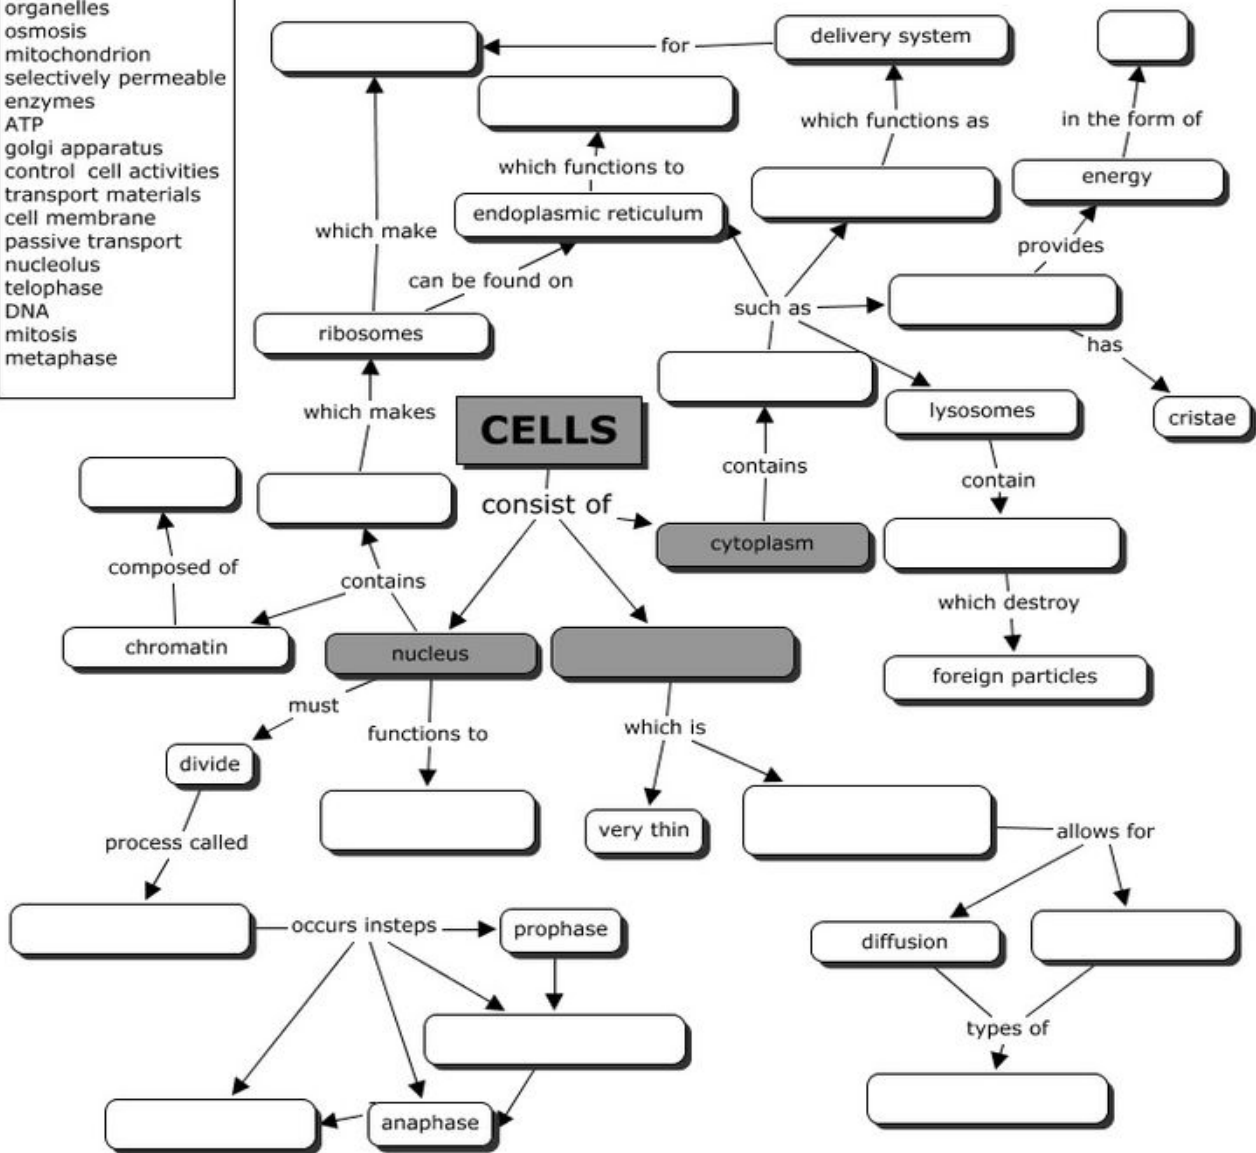 organelles
osmosis
mitochondrion
selectively permeable
enzymes
ATP
golgi apparatus
control cell activities
transport materials
cell membrane
passive transport
nucleolus
telophase
DNA
mitosis
metaphase
for
delivery system
which functions as
in the form of
which functions to
energy
endoplasmic reticulum
which make
provides
can be found on
such as
ribosomes
has
which makes
lysosomes
cristae
CELLS
contains
contain
consist of
cytoplasm
composed of
contains
which destroy
chromatin
nucleus
foreign particles
must
functions to
which is
divide
very thin
process called
allows for
occurs insteps
prophase
diffusion
types of
anaphase